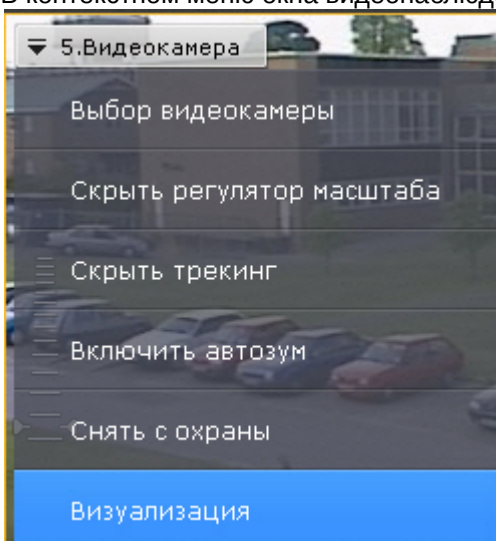 5.Видеокамера
Выбор видеокамеры
Скрыть регулятор масштаба
Скрыть трекинг
Включить автозум
Снять с охраны
Визуализация